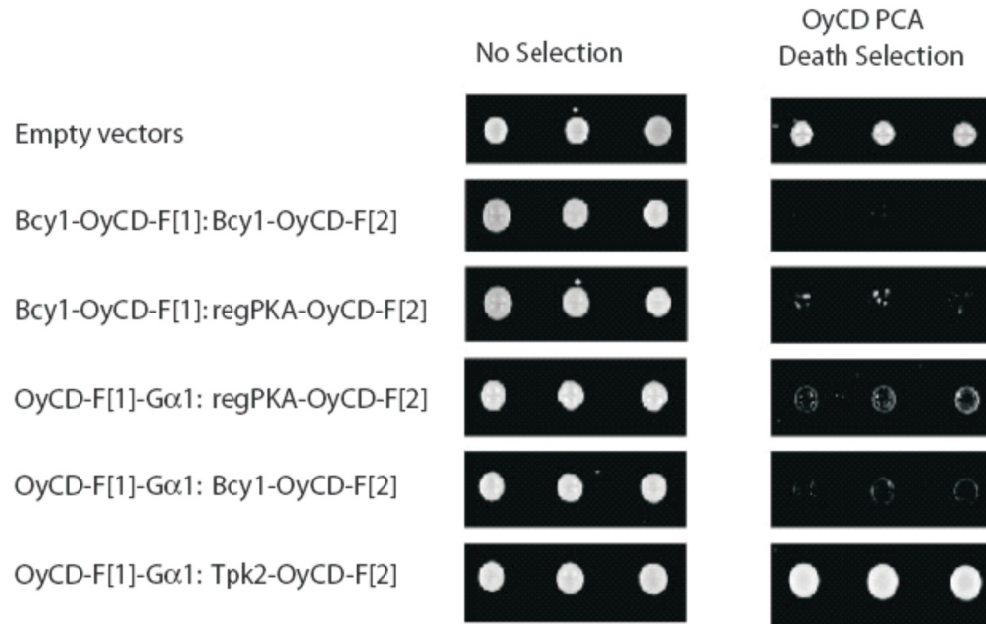 No Selection
OyCD PCA
Death Selection
Empty vectors
Bcy1-OyCD-F[1]: Bcy1-OyCD-F[2]
Bcy1-OyCD-F[1]: regPKA-OyCD-F[2]
OyCD-F[1]-Gα1: regPKA-OyCD-F[2]
OyCD-F[1]-Gα1: Bcy1-OyCD-F[2]
OyCD-F[1]-Gα1: Tpk2-OyCD-F[2]